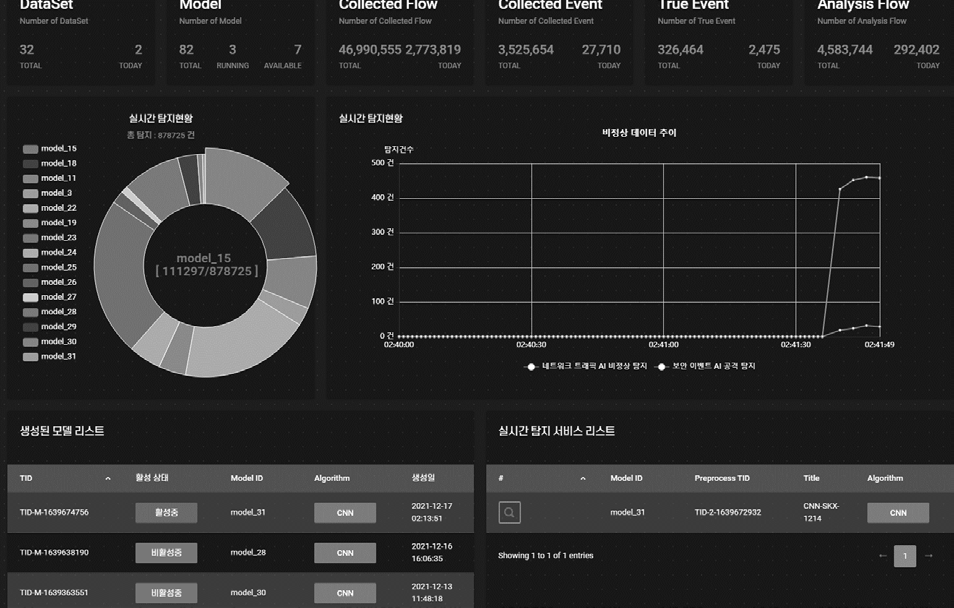 DataSet
Number of DataSet
32 2
TOTAL TODAY
Model
Number of Model
82 3 7
TOTAL RUNNING AVAILABLE
Collected Flow
Number of Collected Flow
46,990,555 2,773,819
TOTAL TODAY
Collected Event
Number of Collected Event
3,525,654 27,710
TOTAL TODAY
True Event
Number of True Event
326,464 2,475
TOTAL TODAY
Analysis Flow
Number of Analysis Flow
4,583,744 292,402
TOTAL TODAY
실시간 탐지현황
총 탐지 : 878725 건
model_15
model_18
model_11
model_3
model_22
model_19
model_23
model_24
model_25
model_26
model_27
model_28
model_29
model_30
model_31
model_15
[ 111297/878725 ]
실시간 탐지현황
비정상 데이터 추이
탐지건수
500 건
400 건
300 건
200 건
100 건
0 건
02:40:00 02:40:30 02:41:00 02:41:30 02:41:49
네트워크 트래픽 AI 비정상 탐지 보안 이벤트 AI 공격 탐지
생성된 모델 리스트
TID 활성 상태 Model ID Algorithm 생성일
TID-M-1639674756 활성중 model_31 CNN 2021-12-17
02:13:51
TID-M-1639638190 비활성중 model_28 CNN 2021-12-16
16:06:35
TID-M-1639363551 비활성중 model_30 CNN 2021-12-13
11:48:18
실시간 탐지 서비스 리스트
# Model ID Preprocess TID Title Algorithm
model_31 TID-2-1639672932 CNN-SKX-
1214 CNN
Showing 1 to 1 of 1 entries
← 1 →